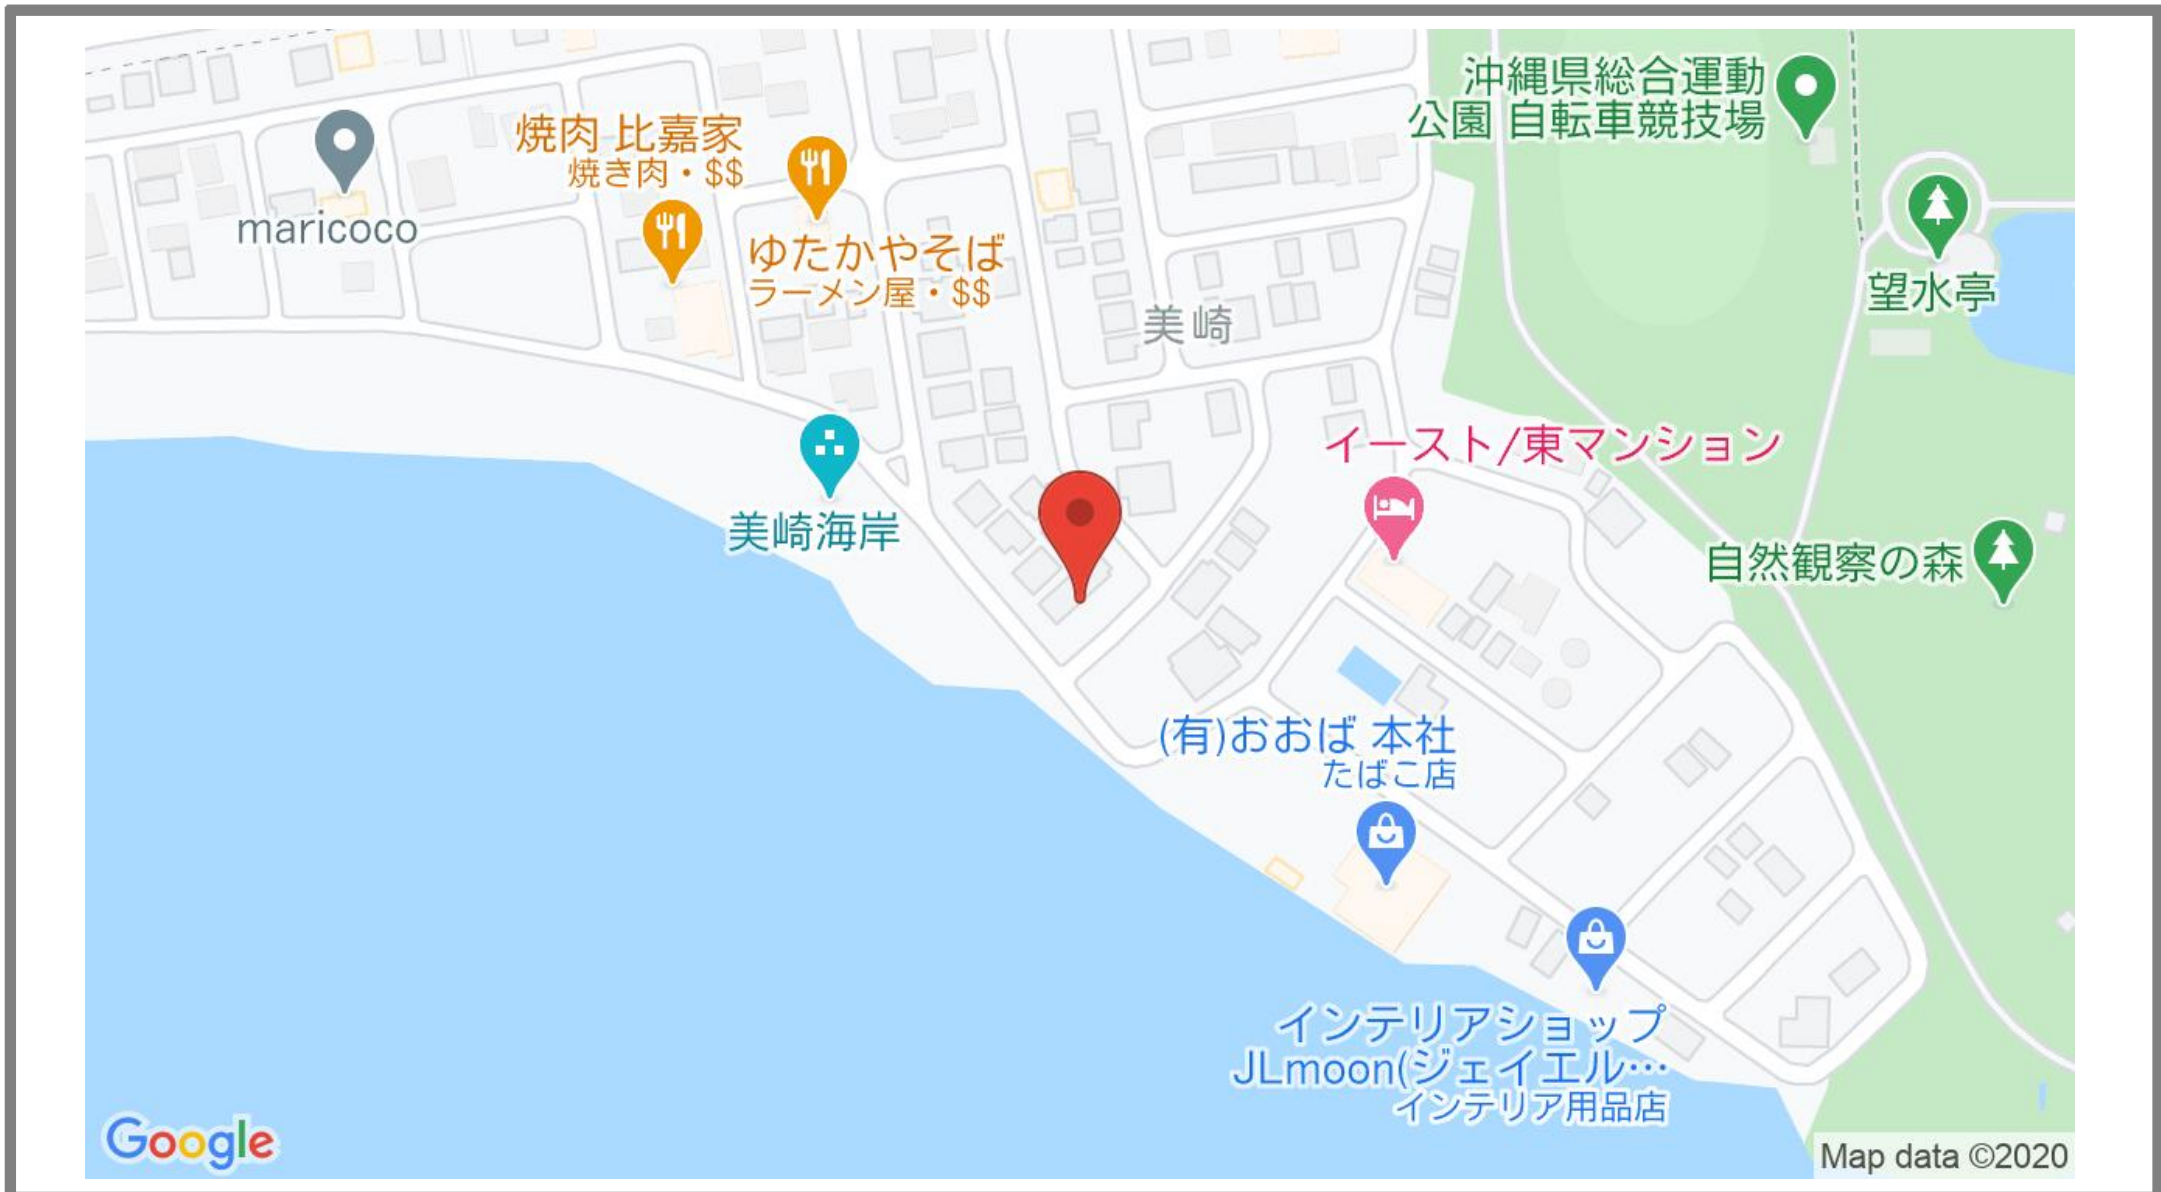 沖縄県総合運動
公園 自転車競技場
焼肉 比嘉家
焼き肉・$$
maricoco
ゆたかやそば
ラーメン屋・$$
望水亭
美崎
イースト/東マンション
美崎海岸
自然観察の森
(有)おおば 本社
たばこ店
インテリアショップ
JLmoon(ジェイエル…
インテリア用品店
Google
Map data ©2020